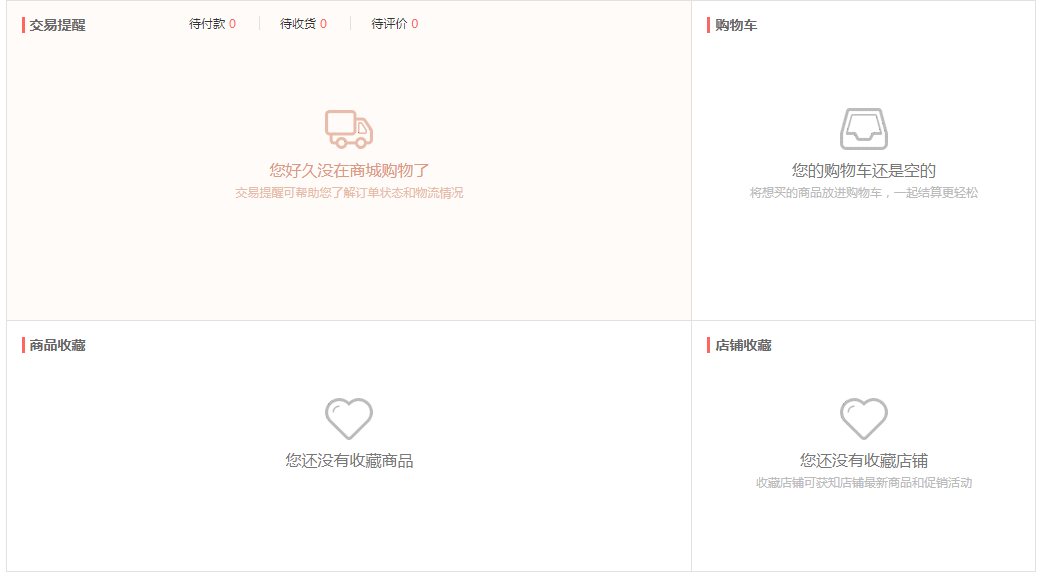 交易提醒 待付款 0 待收货 0 待评价 0
您好久没在商城购物了
交易提醒可帮助您了解订单状态和物流情况
购物车
您的购物车还是空的
将想买的商品放进购物车，一起结算更轻松
商品收藏
您还没有收藏商品
店铺收藏
您还没有收藏店铺
收藏店铺可获知店铺最新商品和促销活动